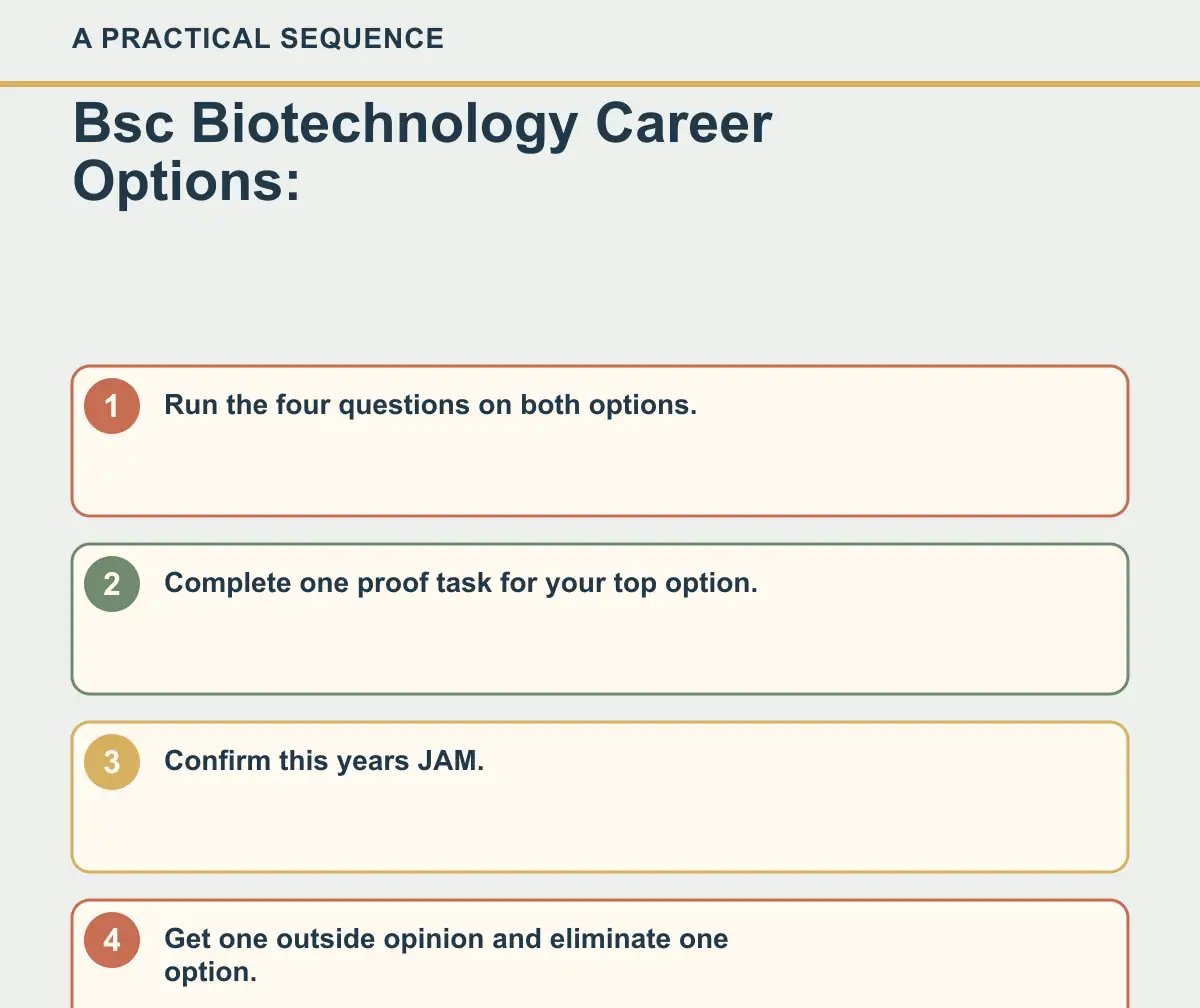 A PRACTICAL SEQUENCE
Bsc Biotechnology Career
Options:
1
Run the four questions on both options.
2
Complete one proof task for your top option.
3
Confirm this years JAM.
4
Get one outside opinion and eliminate one
option.